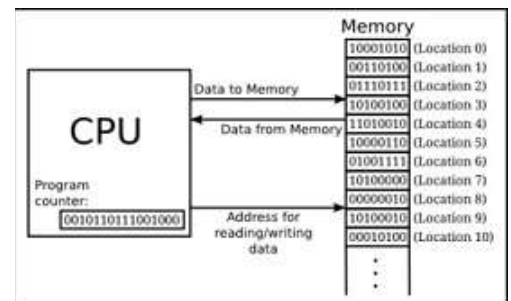 Memory
10001010 (Location 0)
00110100 (Location 1)
01110111 (Location 2)
10100100 (Location 3)
11010010 (Location 4)
10000110 (Location 5)
01001111 (Location 6)
10100000 (Location 7)
00000010 (Location 8)
10100010 (Location 9)
00010100 (Location 10)
Data to Memory
Data from Memory
CPU
Program
counter:
0010110111001000
Address for
reading/writing
data